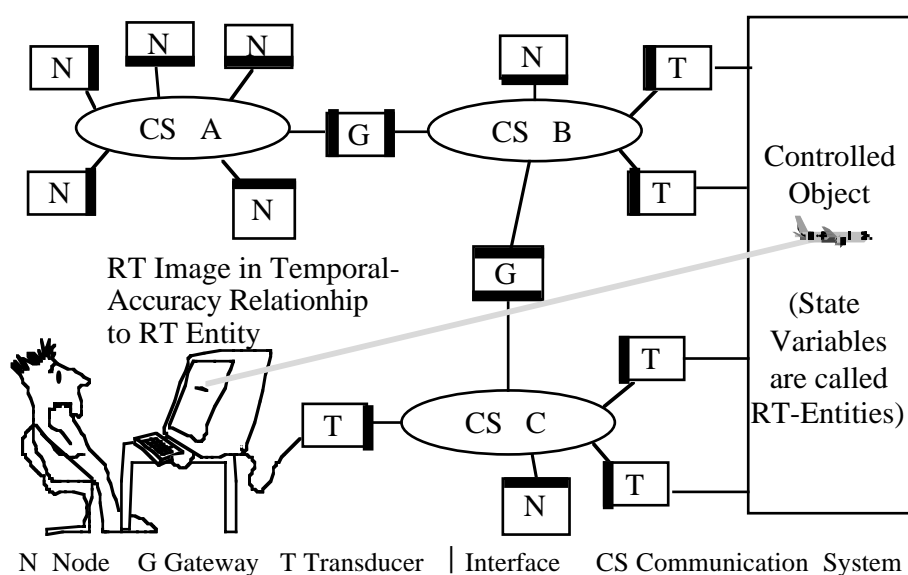 N
N
N
T
N
CS A
G
CS B
N
N
T
Controlled
Object
RT Image in Temporal-
Accuracy Relationhip
to RT Entity
G
(State
Variables
are called
RT-Entities)
T
T
CS C
N
T
N Node G Gateway T Transducer | Interface CS Communication System